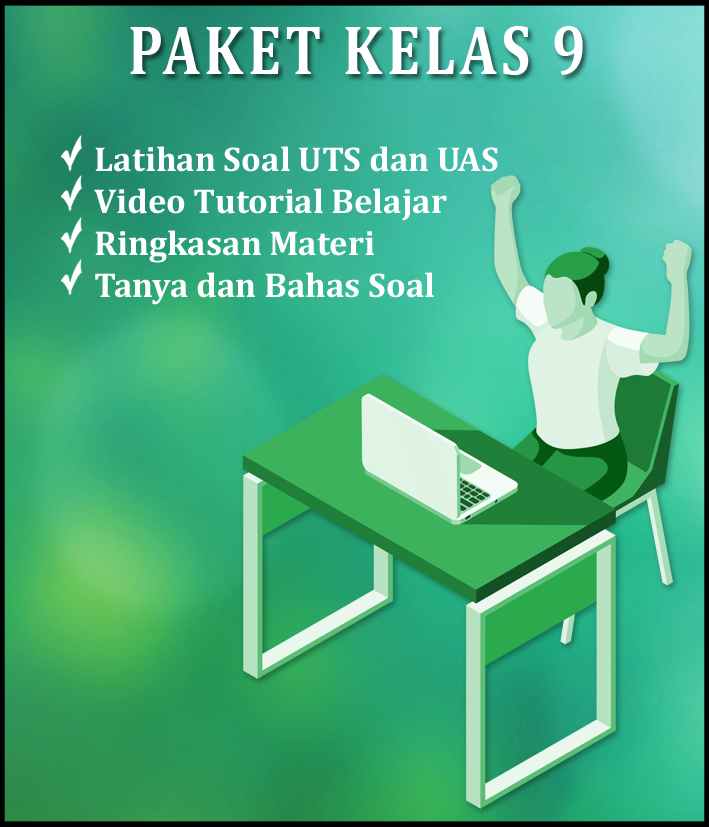 PAKET KELAS 9
Latihan Soal UTS dan UAS
Video Tutorial Belajar
Ringkasan Materi
Tanya dan Bahas Soal